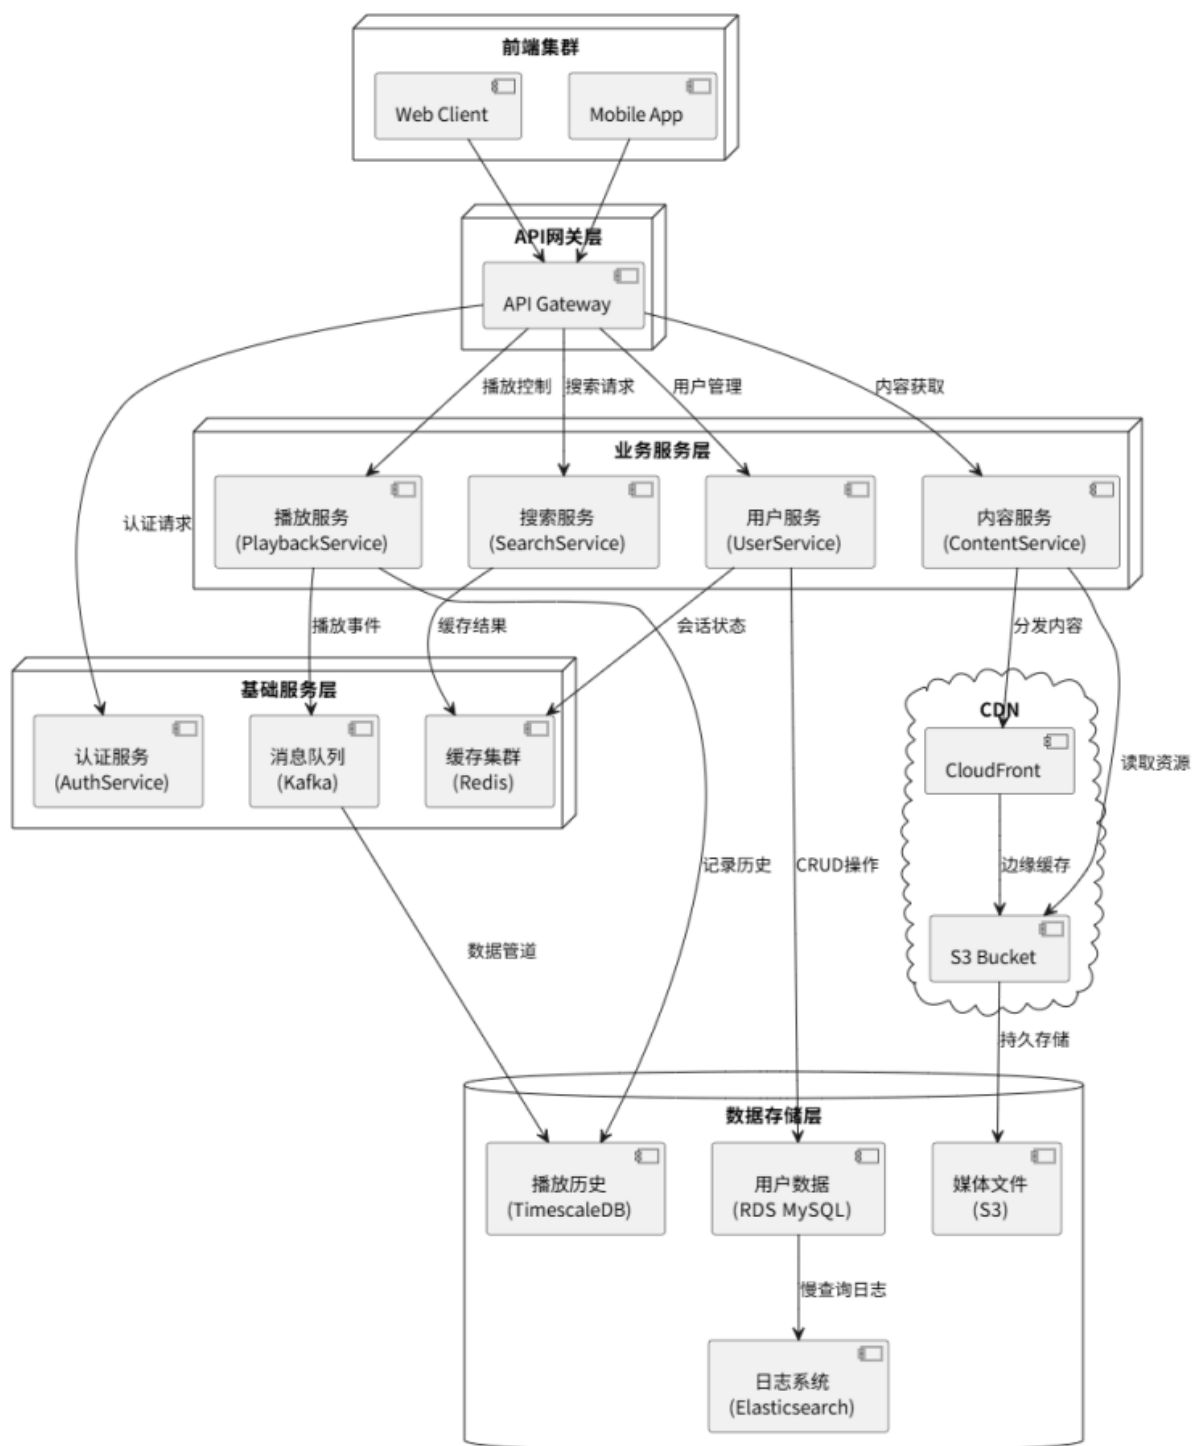 前端集群
Web Client
Mobile App
API网关层
API Gateway
播放控制
搜索请求
用户管理
内容获取
业务服务层
认证请求
播放服务
(PlaybackService)
搜索服务
(SearchService)
用户服务
(UserService)
内容服务
(ContentService)
播放事件
缓存结果
会话状态
分发内容
基础服务层
认证服务
(AuthService)
消息队列
(Kafka)
缓存集群
(Redis)
CDN
CloudFront
读取资源
记录历史
CRUD操作
边缘缓存
数据管道
S3 Bucket
持久存储
数据存储层
播放历史
(TimescaleDB)
用户数据
(RDS MySQL)
媒体文件
(S3)
慢查询日志
日志系统
(Elasticsearch)